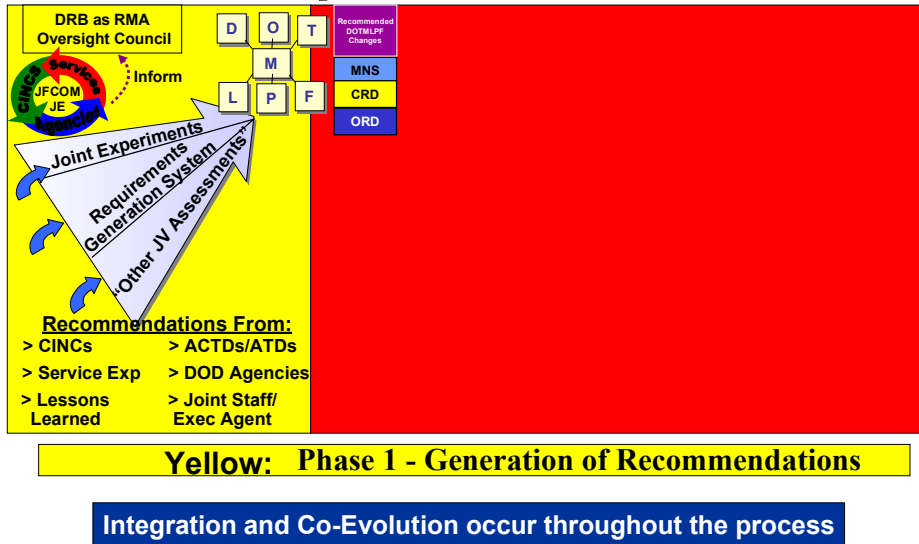 DRB as RMA
Oversight Council
Inform
CINCS
Services
Agencies
JFCOM
JE
D
O
T
M
L
P
F
Recommended
DOTMLPF
Changes
MNS
CRD
ORD
Joint Experiments
Requirements
Generation System
"Other JV Assessments"
Recommendations From:
> CINCs
> ACTDs/ATDs
> Service Exp
> DOD Agencies
> Lessons
Learned
> Joint Staff/
Exec Agent
Yellow: Phase 1 - Generation of Recommendations
Integration and Co-Evolution occur throughout the process